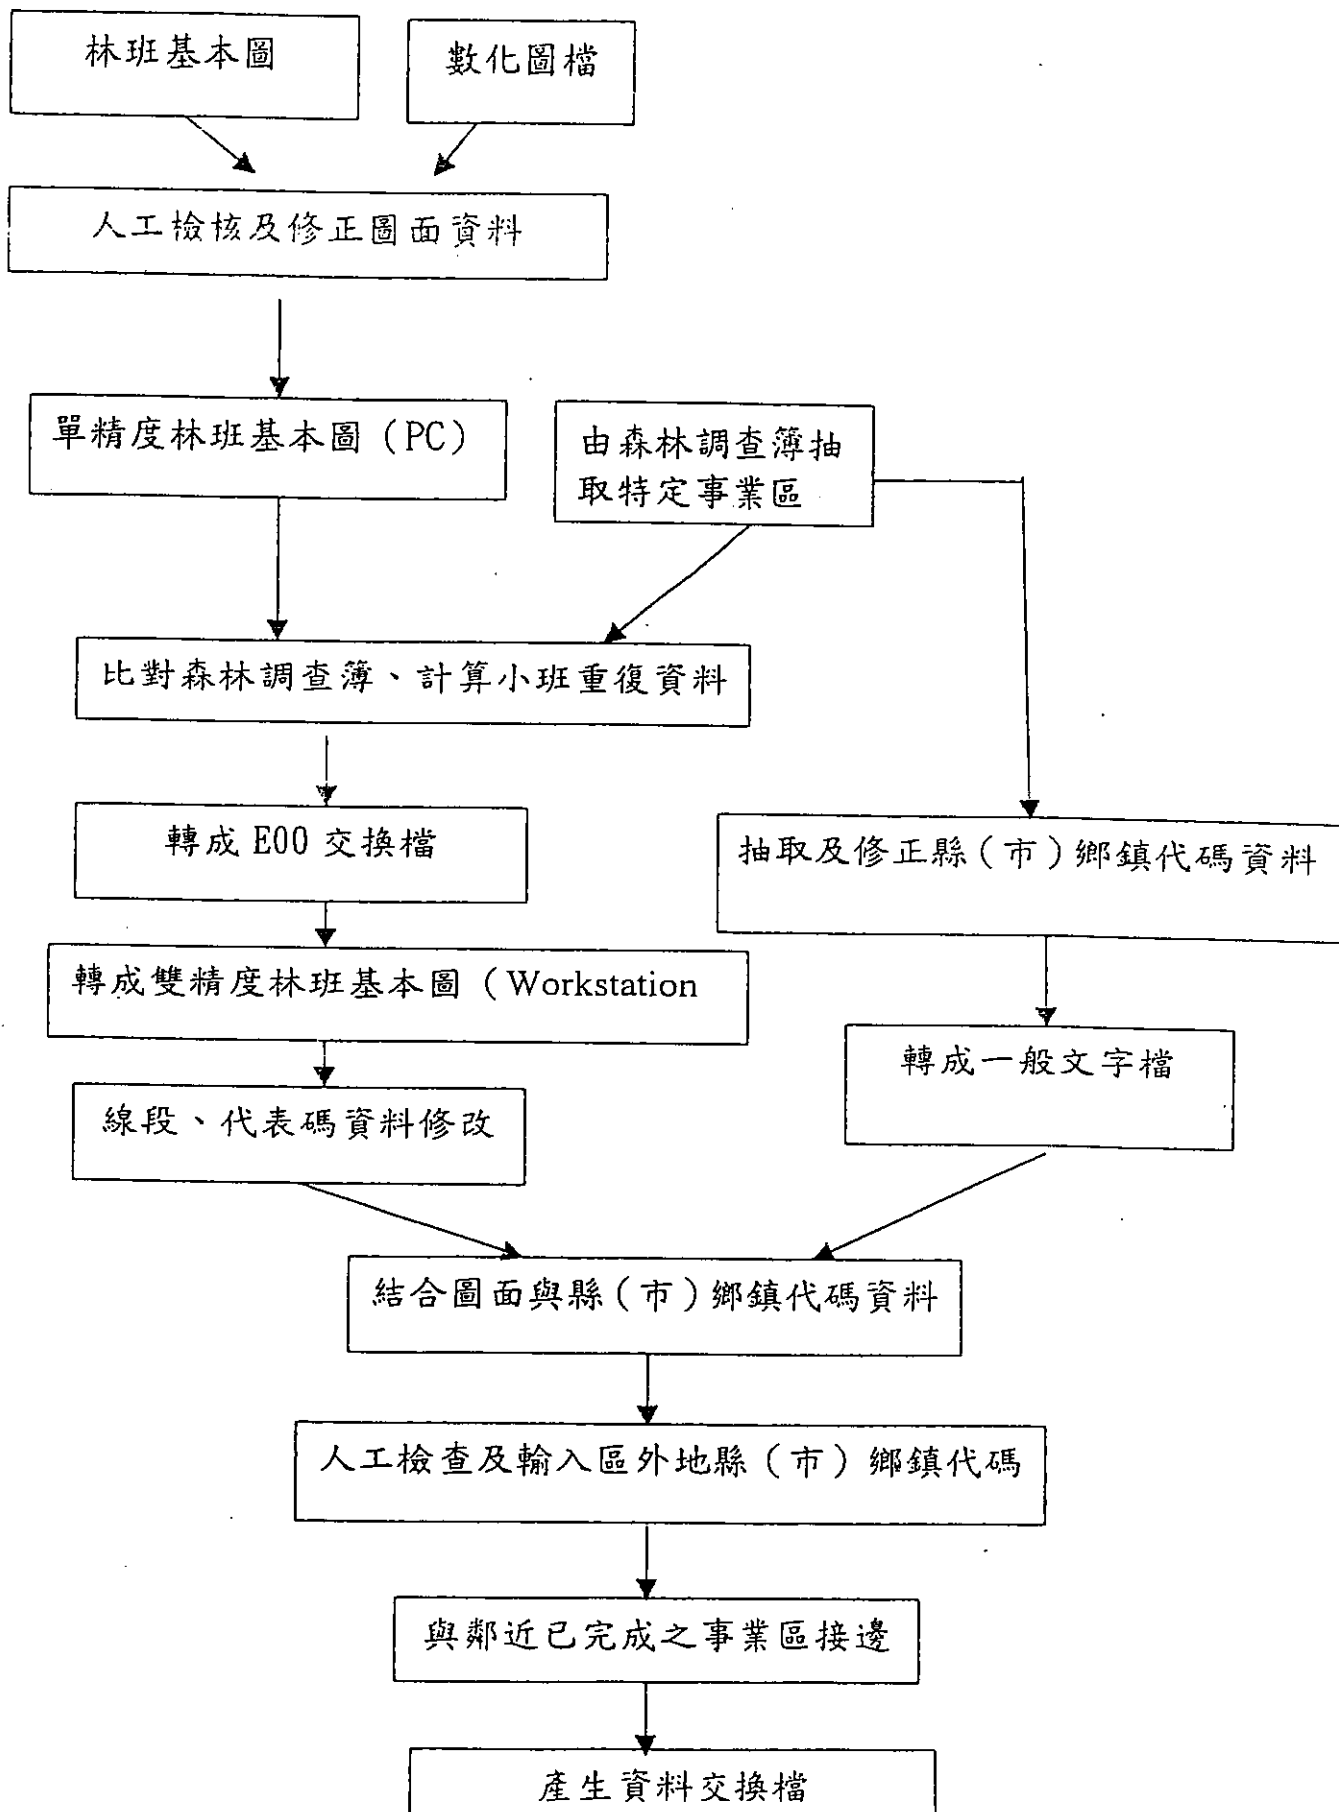 林班基本圖
數化圖檔
人工檢核及修正圖面資料
單精度林班基本圖（PC）
由森林調查簿抽
取特定事業區
比對森林調查簿、計算小班重復資料
轉成 E00 交換檔
抽取及修正縣（市）鄉鎮代碼資料
轉成雙精度林班基本圖（Workstation
轉成一般文字檔
線段、代表碼資料修改
結合圖面與縣（市）鄉鎮代碼資料
人工檢查及輸入區外地縣（市）鄉鎮代碼
與鄰近已完成之事業區接邊
產生資料交換檔